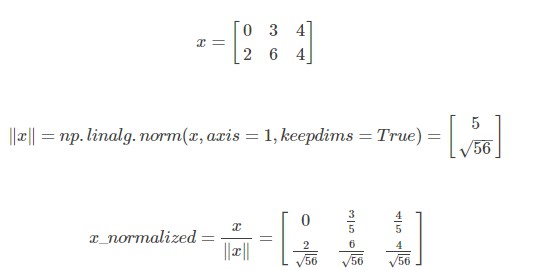 x = [0 3 4
2 6 4]
||x|| = np.linalg.norm(x, axis = 1, keepdims = True) = [5
√56]
x_normalized = x/||x|| = [0 3/5 4/5
2/√56 6/√56 4/√56]